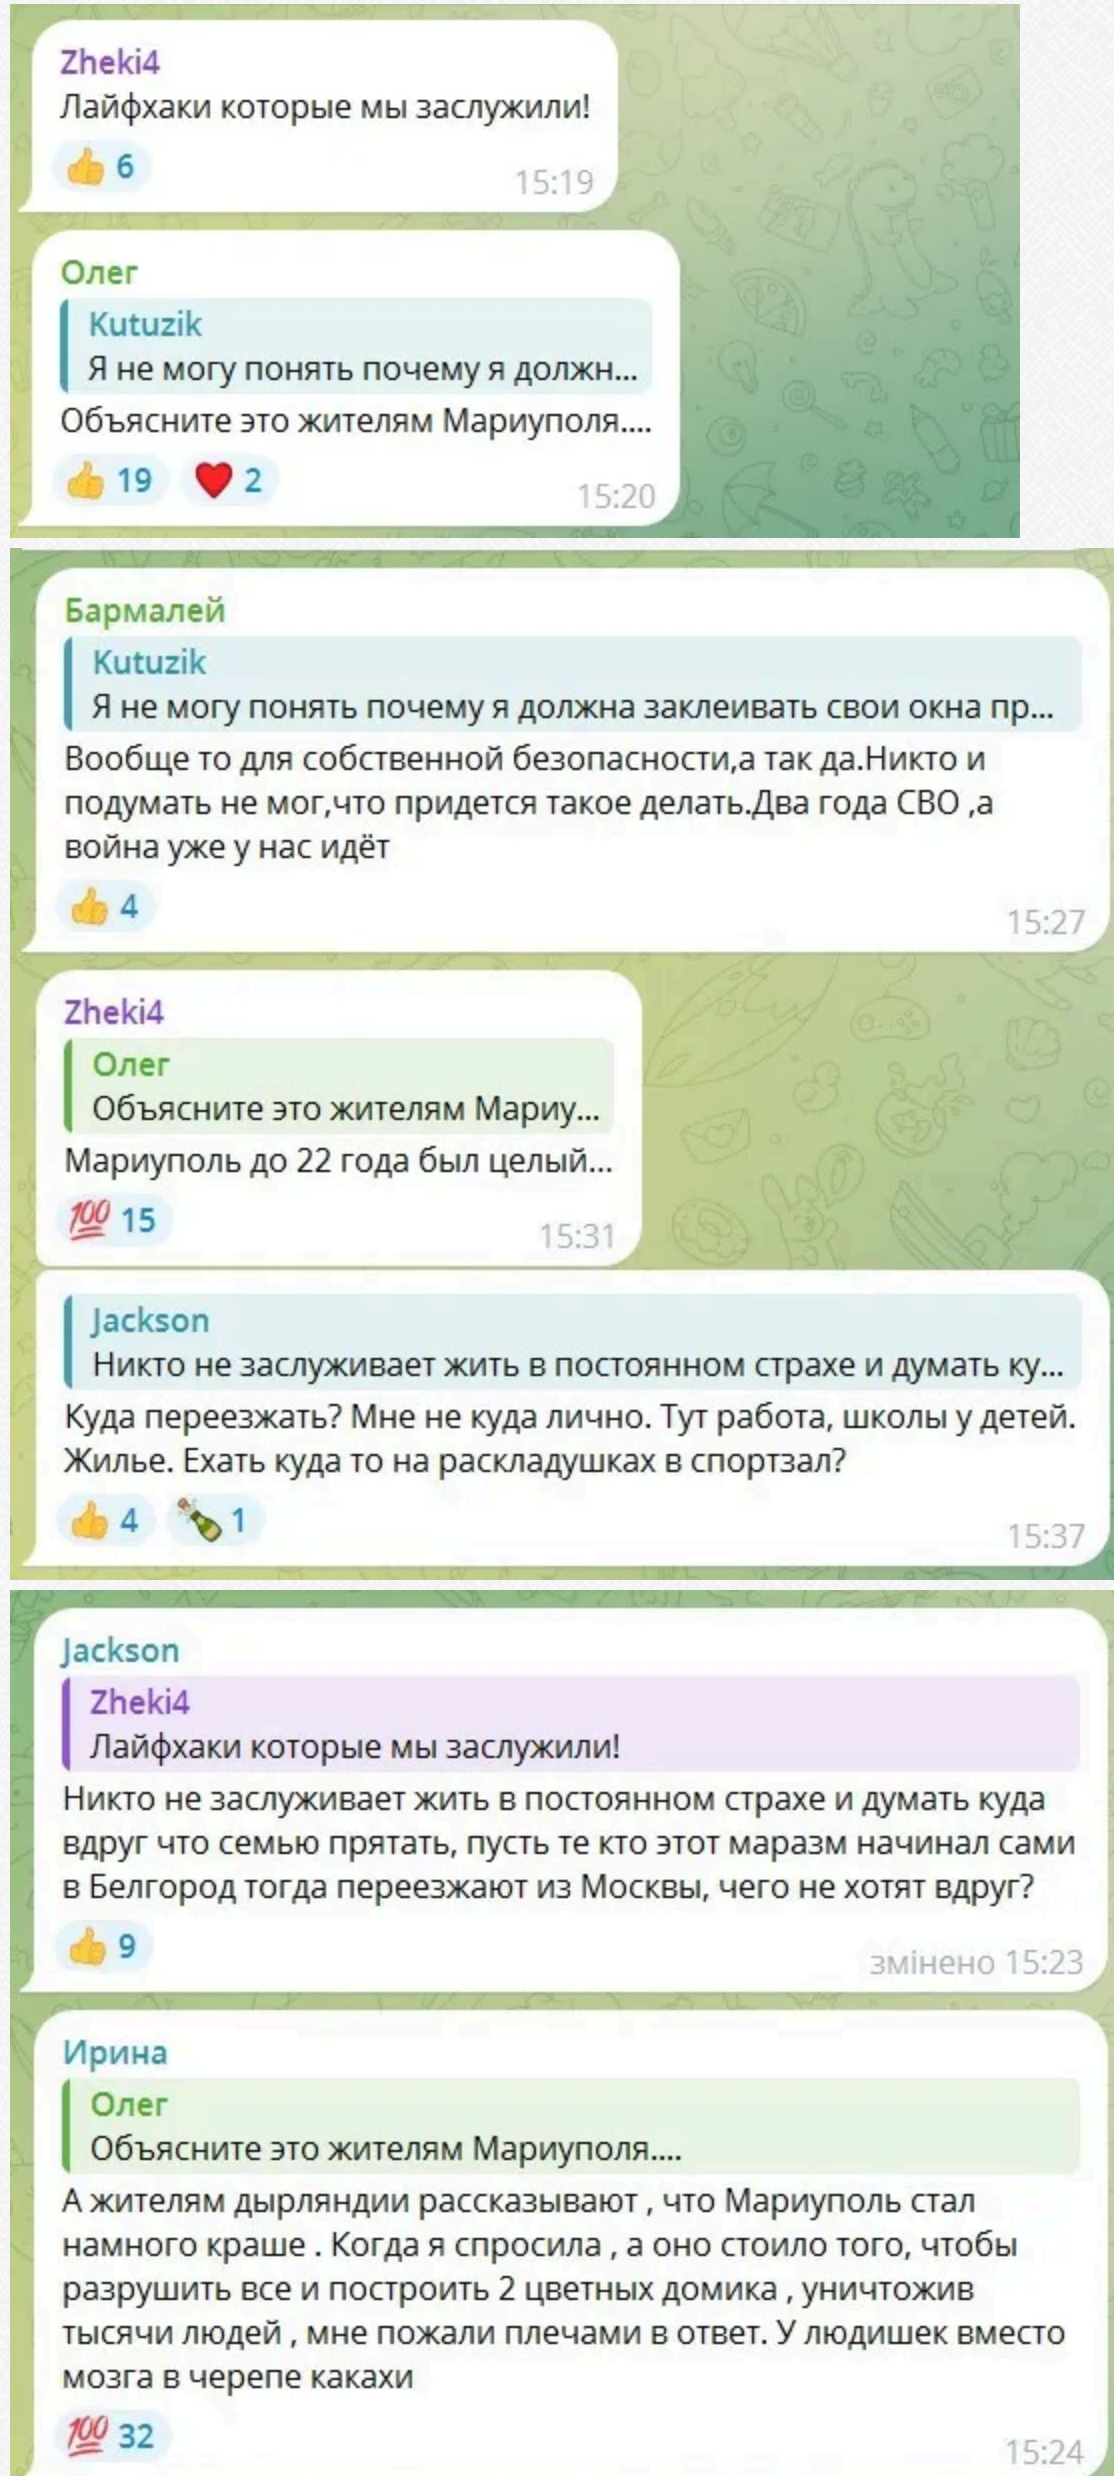 Zheki4
Лайфхаки которые мы заслужили!
👍 6
15:19
Олег
Kutuzik
Я не могу понять почему я должн...
Объясните это жителям Мариуполя....
👍 19 ❤️ 2
15:20
Бармалей
Kutuzik
Я не могу понять почему я должна заклеивать свои окна пр...
Вообще то для собственной безопасности,а так да.Никто и
подумать не мог,что придется такое делать.Два года СВО ,а
война уже у нас идёт
👍 4
15:27
Zheki4
Олег
Объясните это жителям Мариу...
Мариуполь до 22 года был целый...
💯 15
15:31
Jackson
Никто не заслуживает жить в постоянном страхе и думать ку...
Куда переезжать? Мне не куда лично. Тут работа, школы у детей.
Жилье. Ехать куда то на раскладушках в спортзал?
👍 4 🍾 1
15:37
Jackson
Zheki4
Лайфхаки которые мы заслужили!
Никто не заслуживает жить в постоянном страхе и думать куда
вдруг что семью прятать, пусть те кто этот маразм начинал сами
в Белгород тогда переезжают из Москвы, чего не хотят вдруг?
👍 9
змінено 15:23
Ирина
Олег
Объясните это жителям Мариуполя....
А жителям дырляндии рассказывают , что Мариуполь стал
намного краше . Когда я спросила , а оно стоило того, чтобы
разрушить все и построить 2 цветных домика , уничтожив
тысячи людей , мне пожали плечами в ответ. У людишек вместо
мозга в черепе какахи
💯 32
15:24